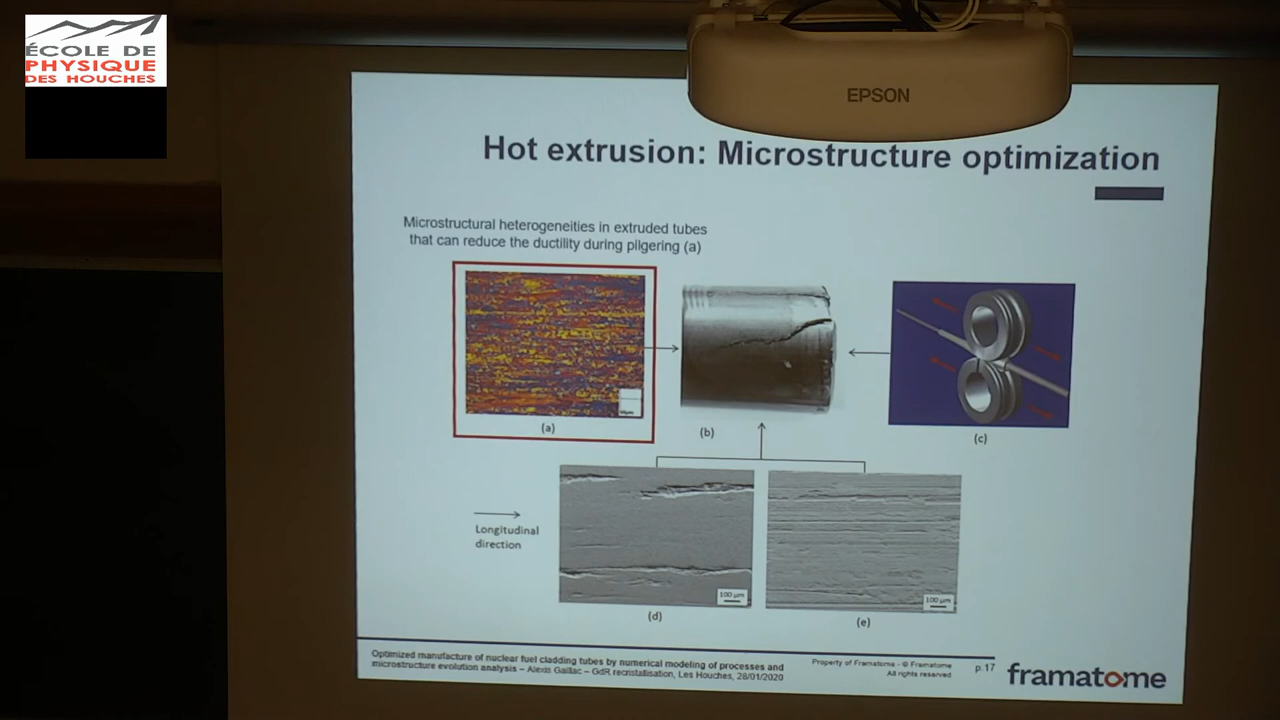 ÉCOLE DE
PHYSIQUE
DES HOUCHES
EPSON
Hot extrusion: Microstructure optimization
Microstructural heterogeneities in extruded tubes
that can reduce the ductility during pilgering (a)
(a)
(b)
(c)
Longitudinal
direction
100 µm
100 µm
(d)
(e)
Optimized manufacture of nuclear fuel cladding tubes by numerical modeling of processes and
microstructure evolution analysis – Alexis Gaillac – GdR recristallisation, Les Houches, 28/01/2020
Property of Framatome - © Framatome
All rights reserved
p.17
framatome